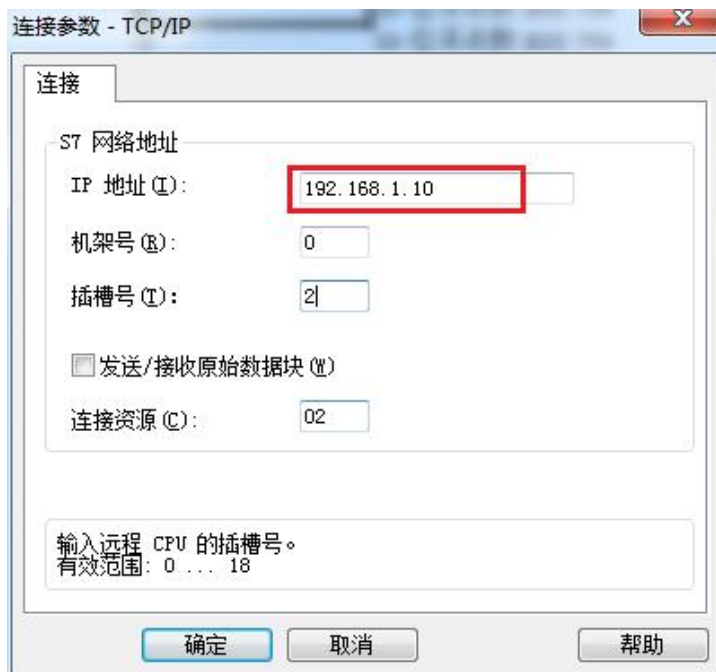 连接参数 - TCP/IP
X
连接
S7 网络地址
IP 地址(I):
192.168.1.10
机架号(R):
0
插槽号(T):
2
发送/接收原始数据块(W)
连接资源(C):
02
输入远程 CPU 的插槽号。
有效范围: 0 ... 18
确定
取消
帮助